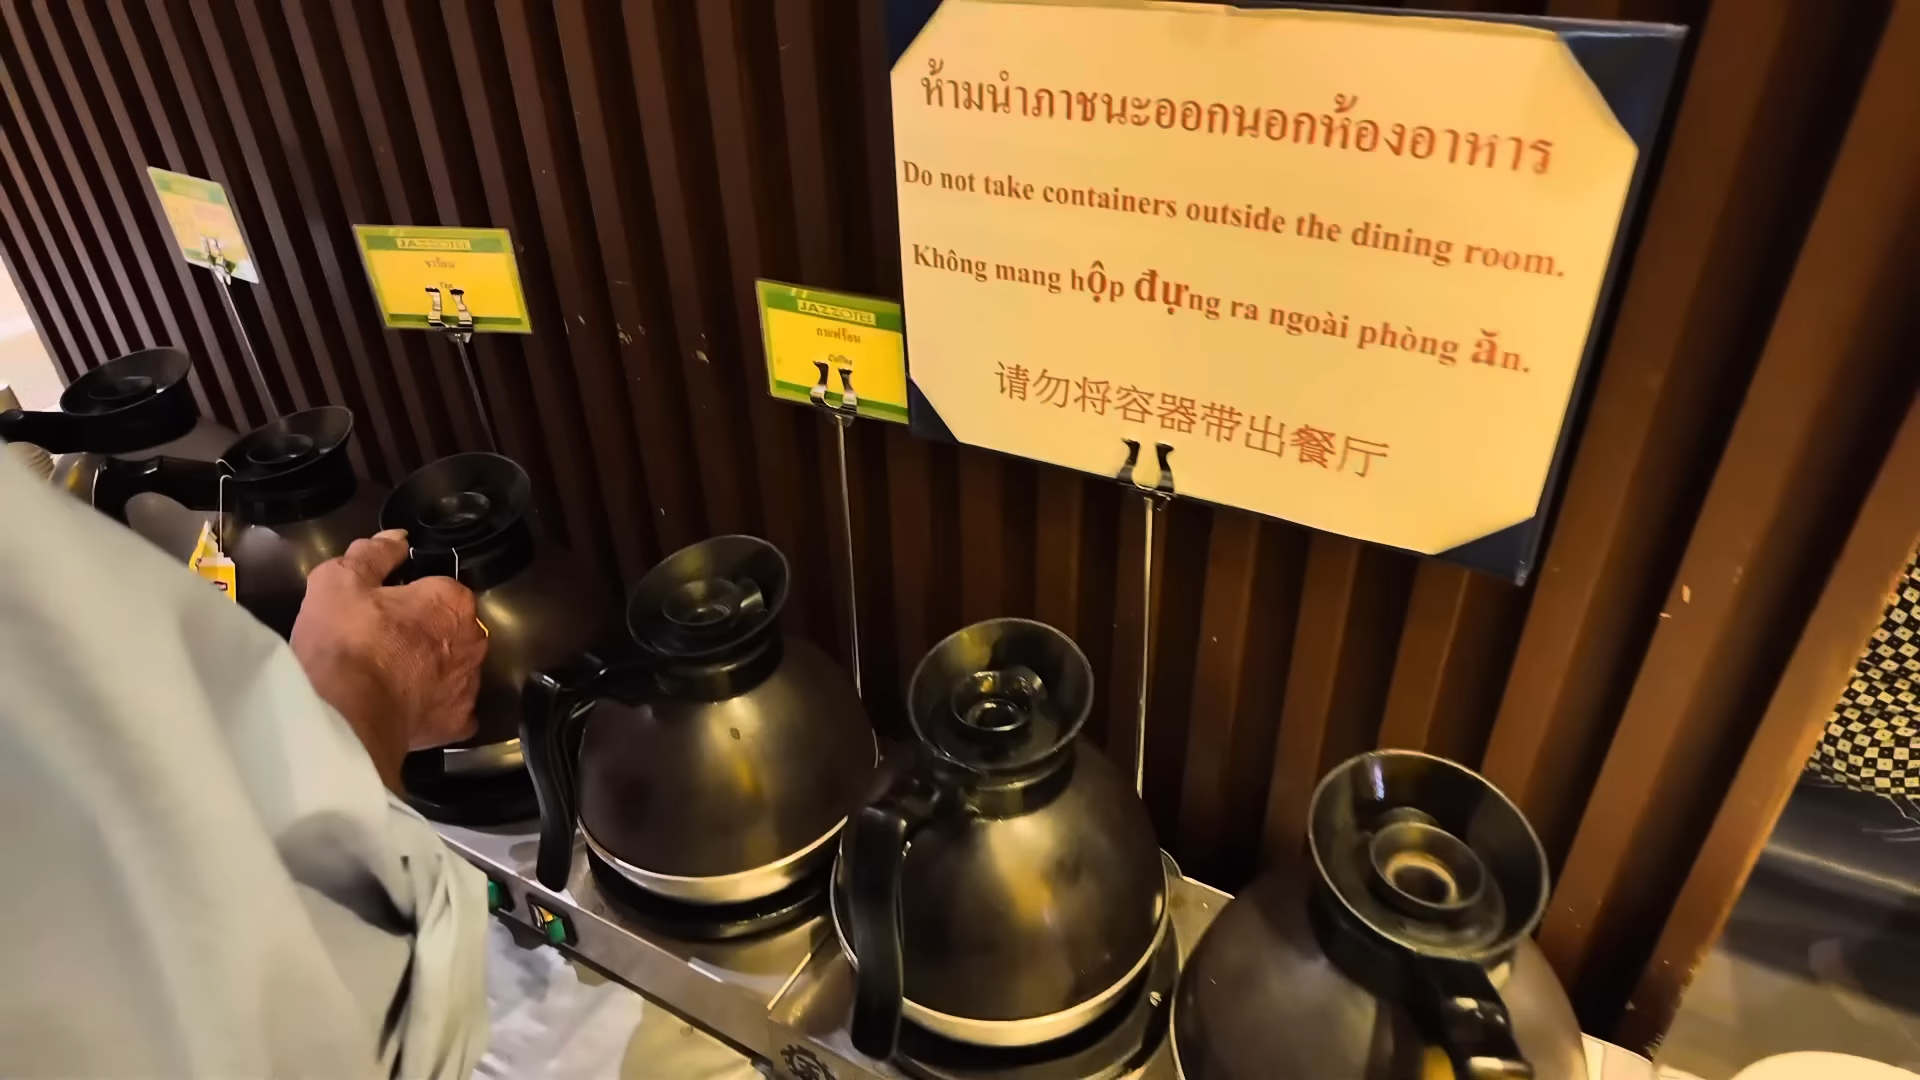 ห้ามนำภาชนะออกนอกห้องอาหาร
Do not take containers outside the dining room.
Không mang hộp đựng ra ngoài phòng ăn.
请勿将容器带出餐厅
JAZZOTEL
ชาร้อน
Tea
JAZZOTEL
กาแฟร้อน
Coffee